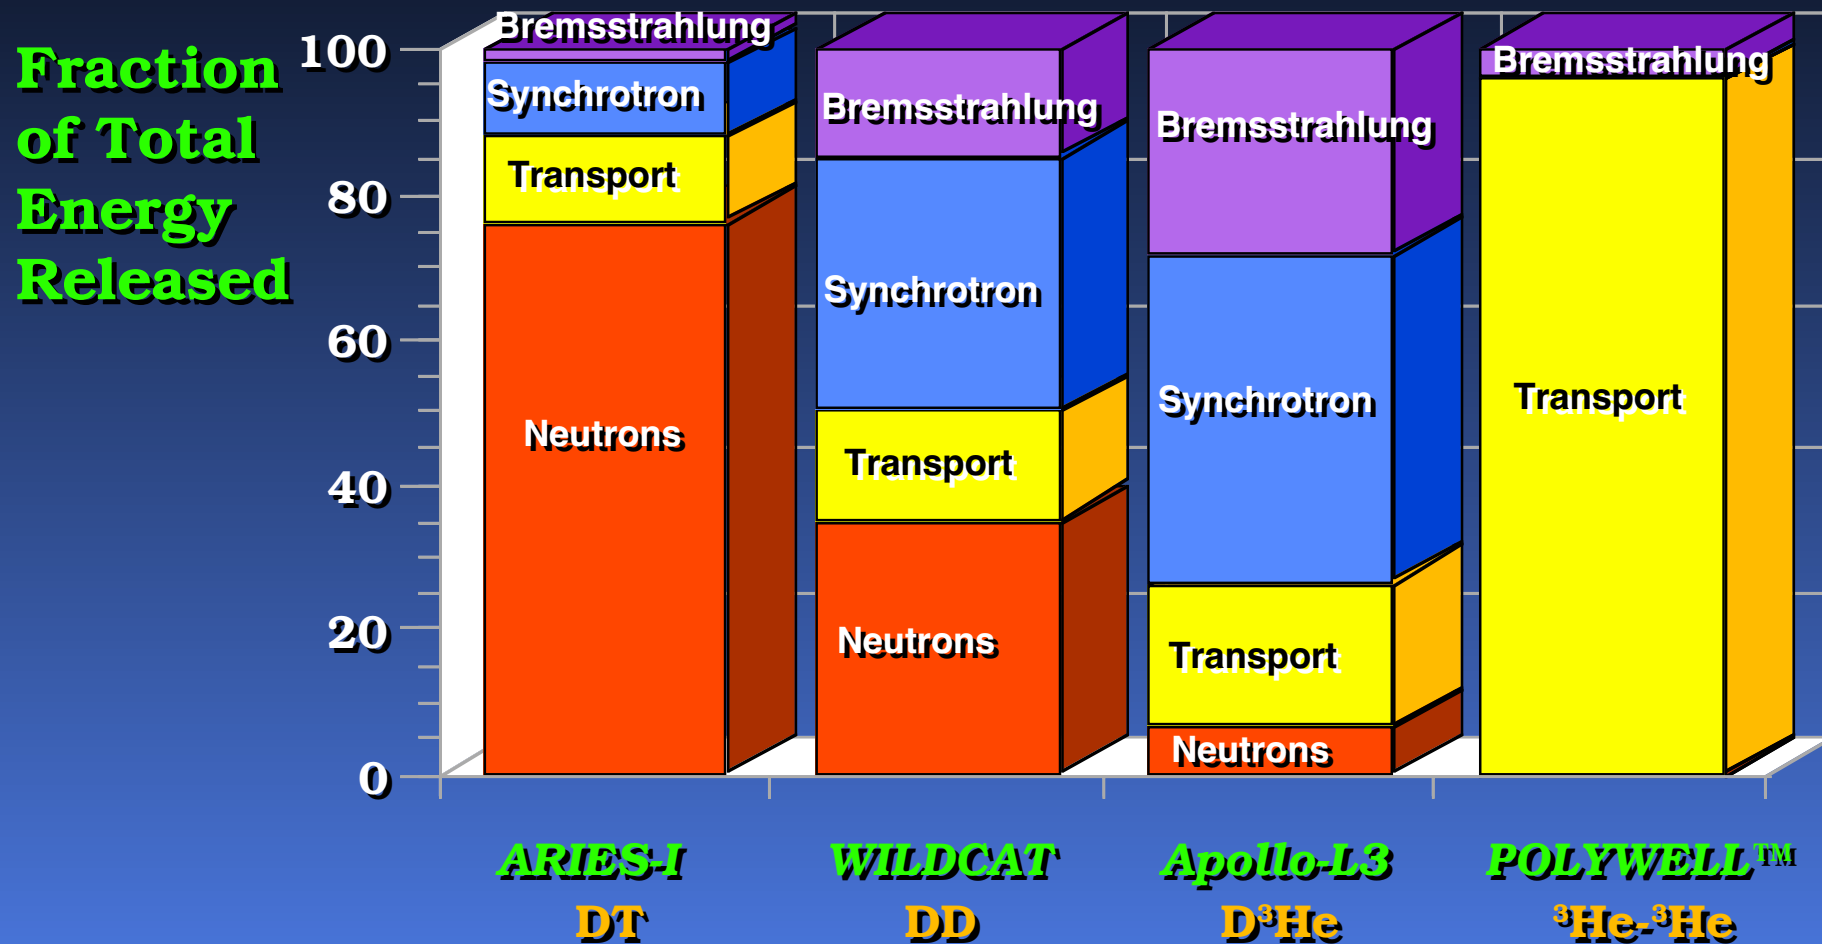 Fraction
of Total
Energy
Released
100
80
60
40
20
0
Bremsstrahlung
Synchrotron
Transport
Neutrons
Bremsstrahlung
Synchrotron
Transport
Neutrons
Bremsstrahlung
Synchrotron
Transport
Neutrons
Bremsstrahlung
Transport
ARIES-I
DT
WILDCAT
DD
Apollo-L3
D³He
POLYWELL™
³He-³He